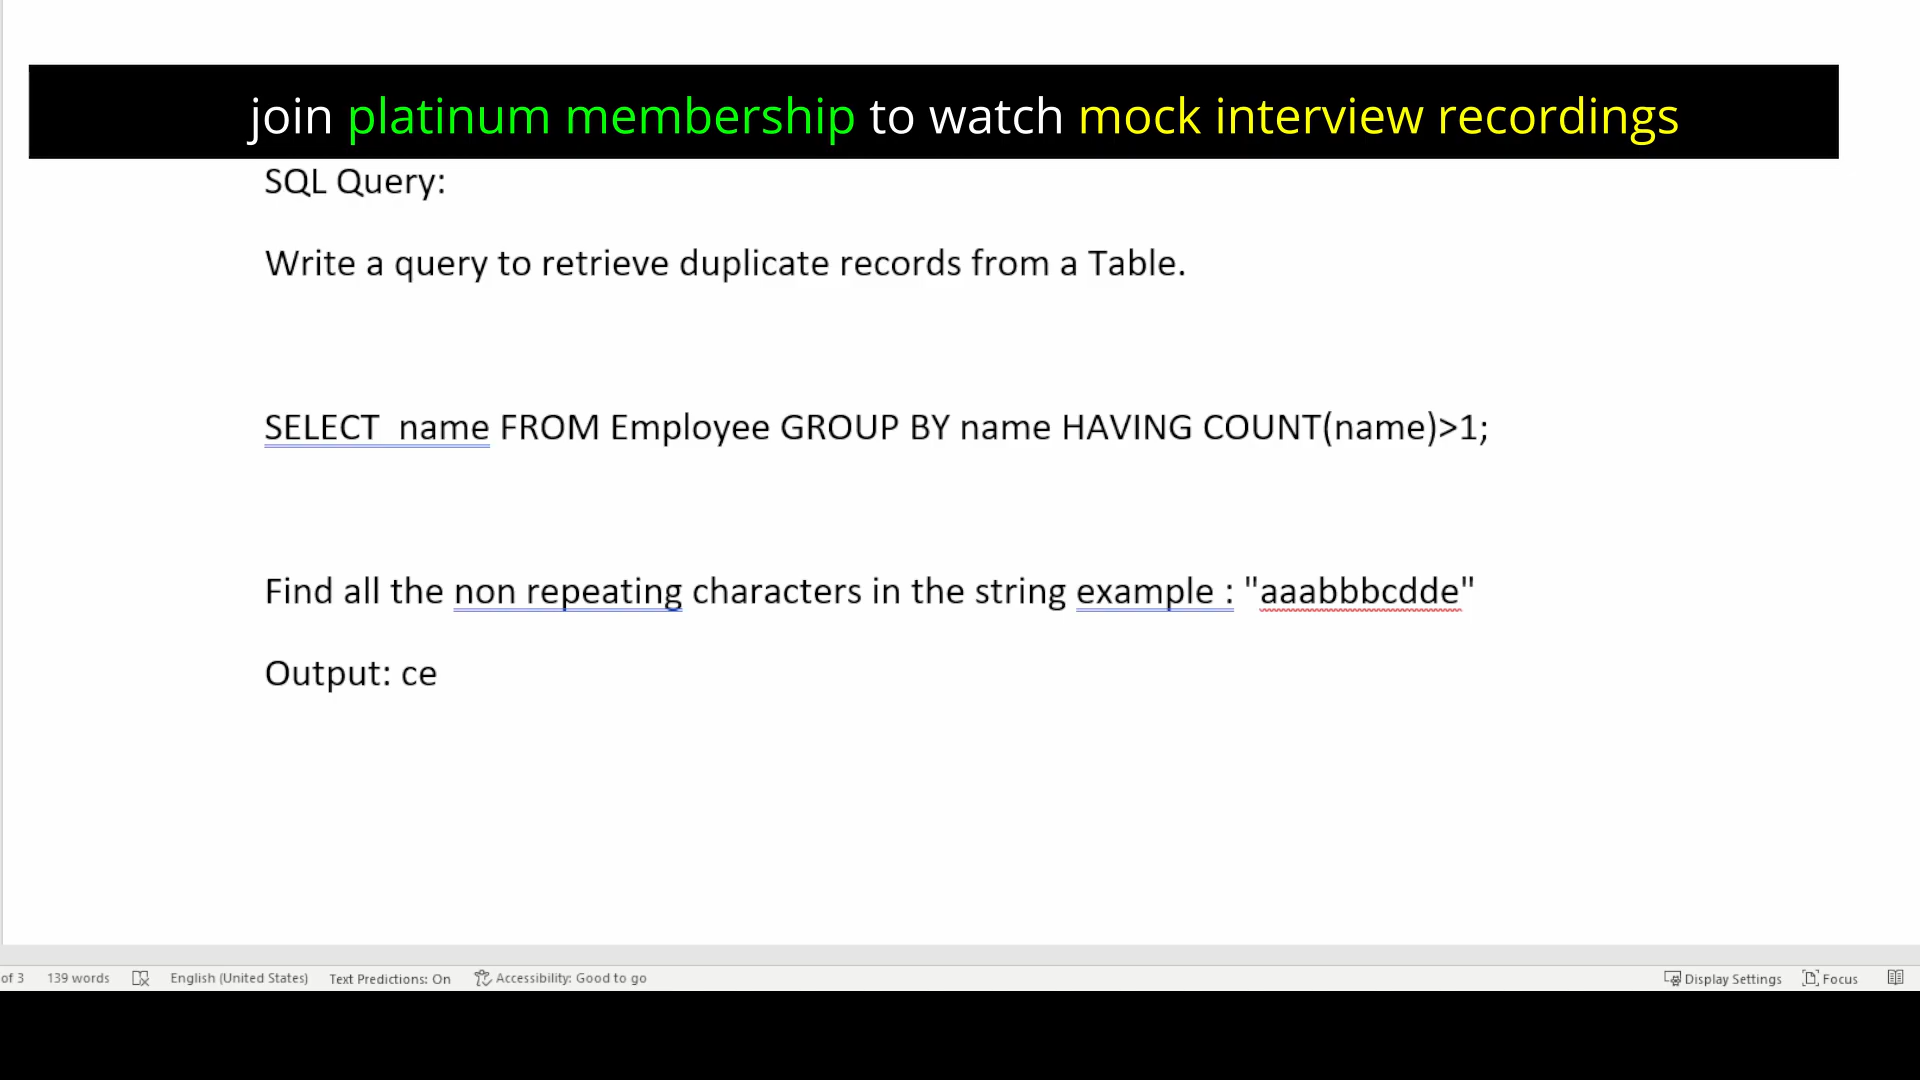 join platinum membership to watch mock interview recordings
SQL Query:
Write a query to retrieve duplicate records from a Table.
SELECT  name FROM Employee GROUP BY name HAVING COUNT(name)>1;
Find all the non repeating characters in the string example : "aaabbbcdde"
Output: ce
of 3 139 words English (United States) Text Predictions: On Accessibility: Good to go Display Settings Focus